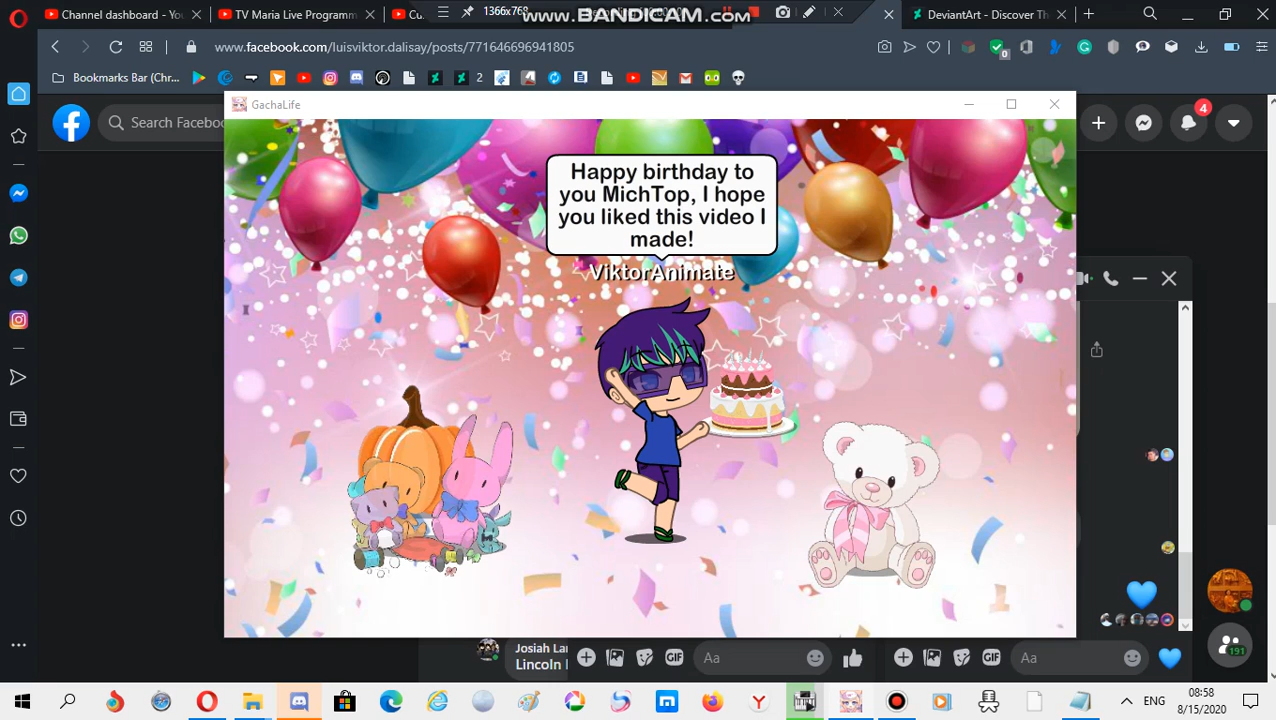 Channel dashboard - Yo
TV Maria Live Programm
Cu
1366x768
WWW.BANDICAM.COM
DeviantArt - Discover Th
www.facebook.com/luisviktor.dalisay/posts/771646696941805
0
Bookmarks Bar (Chr...
2
GachaLife
Search Facebo
4
Happy birthday to
you MichTop, I hope
you liked this video I
made!
ViktorAnimate
191
Josiah Lar
Lincoln
GIF
Aa
GIF
Aa
ENG
08:58
8/15/2020